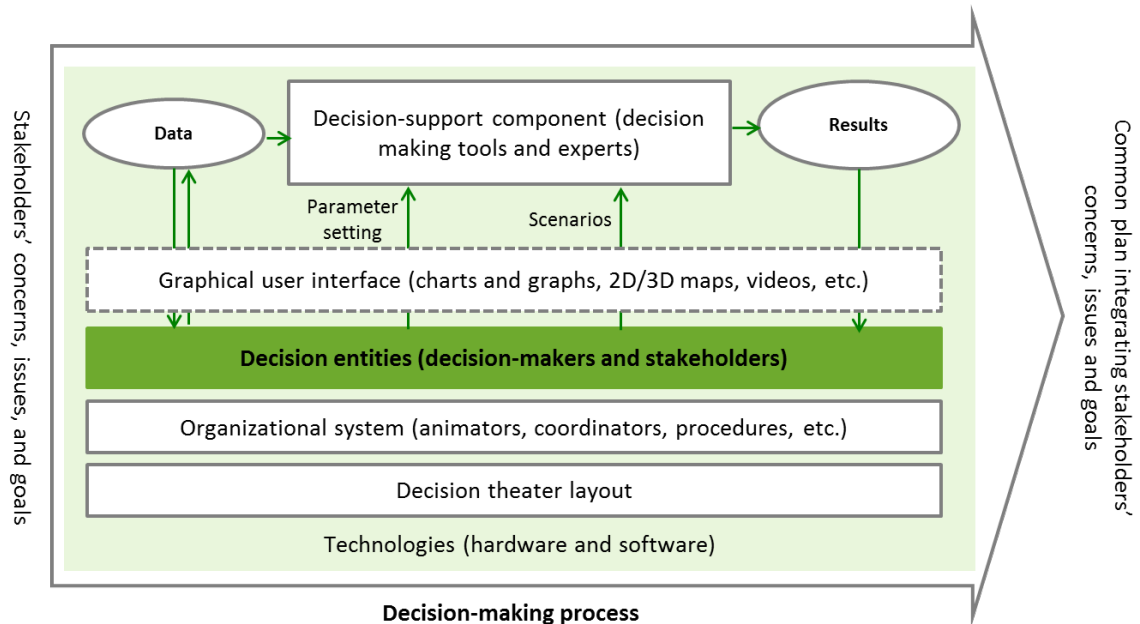 Stakeholders' concerns, issues, and goals
Data
Decision-support component (decision
making tools and experts)
Results
Parameter
setting
Scenarios
Graphical user interface (charts and graphs, 2D/3D maps, videos, etc.)
Decision entities (decision-makers and stakeholders)
Organizational system (animators, coordinators, procedures, etc.)
Decision theater layout
Technologies (hardware and software)
Decision-making process
Common plan integrating stakeholders'
concerns, issues and goals